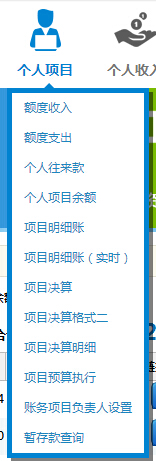 个人项目 个人收入
额度收入
额度支出
个人往来款
个人项目余额
项目明细账
项目明细账（实时）
项目决算
项目决算格式二
项目决算明细
项目预算执行
账务项目负责人设置
暂存款查询